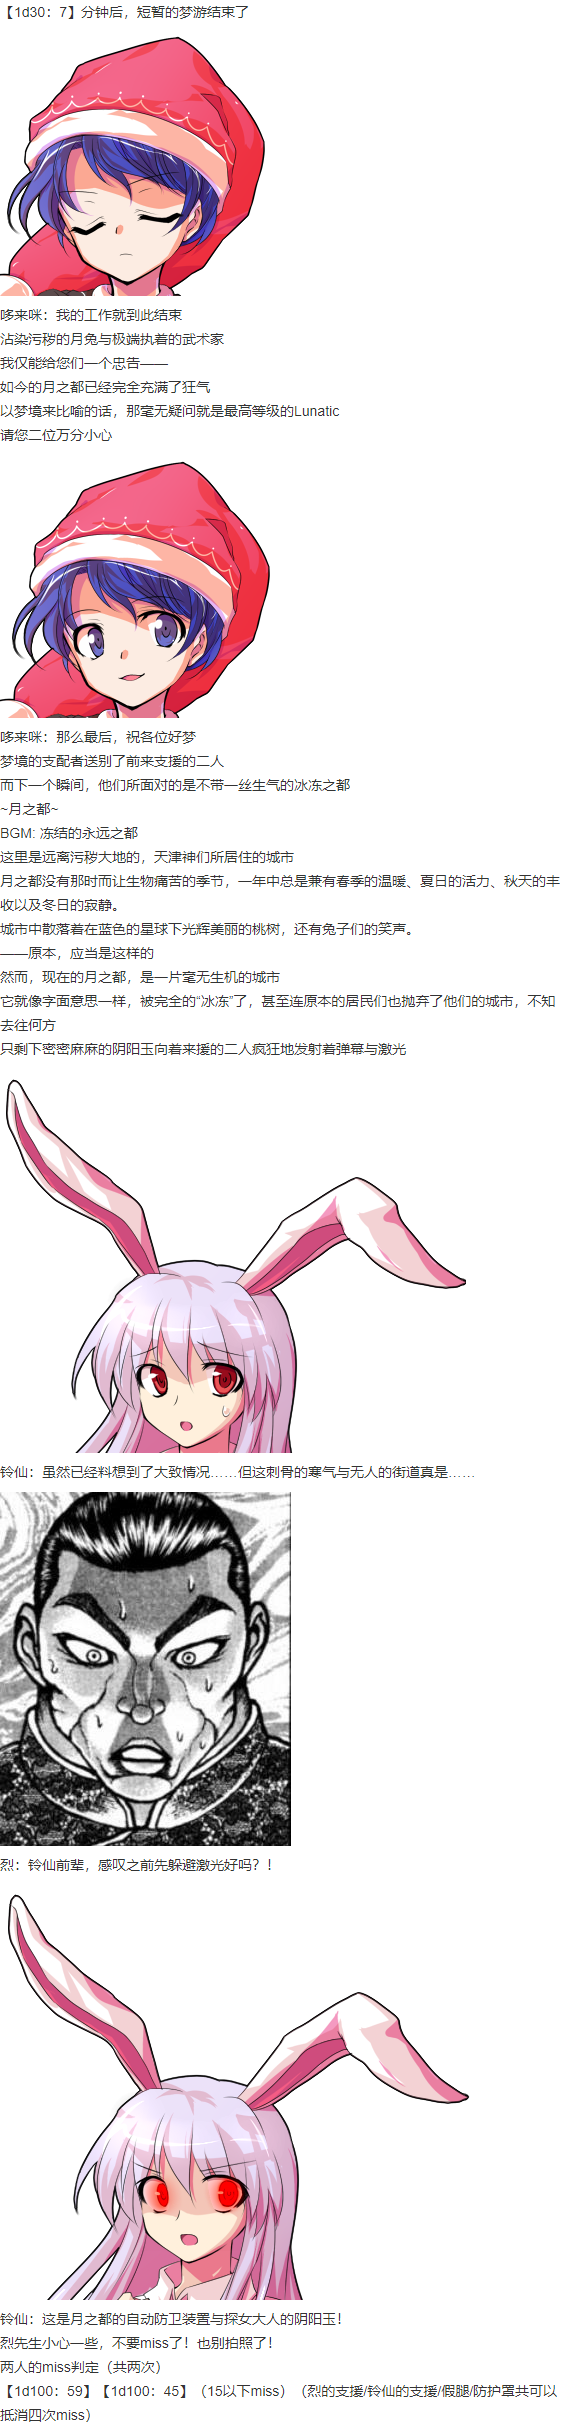 【1d30：7】分钟后，短暂的梦游结束了
哆来咪：我的工作就到此结束
沾染污秽的月兔与极端执着的武术家
我仅能给您们一个忠告——
如今的月之都已经完全充满了狂气
以梦境来比喻的话，那毫无疑问就是最高等级的Lunatic
请您二位万分小心
哆来咪：那么最后，祝各位好梦
梦境的支配者送别了前来支援的二人
而下一个瞬间，他们所面对的是不带一丝生气的冰冻之都
~月之都~
BGM: 冻结的永远之都
这里是远离污秽大地的，天津神们所居住的城市
月之都没有那时而让生物痛苦的季节，一年中总是兼有春季的温暖、夏日的活力、秋天的丰
收以及冬日的寂静。
城市中散落着在蓝色的星球下光辉美丽的桃树，还有兔子们的笑声。
——原本，应当是这样的
然而，现在的月之都，是一片毫无生机的城市
它就像字面意思一样，被完全的“冰冻”了，甚至连原本的居民们也抛弃了他们的城市，不知
去往何方
只剩下密密麻麻的阴阳玉向着来援的二人疯狂地发射着弹幕与激光
铃仙：虽然已经料想到了大致情况……但这刺骨的寒气与无人的街道真是……
烈：铃仙前辈，感叹之前先躲避激光好吗？！
铃仙：这是月之都的自动防卫装置与探女大人的阴阳玉！
烈先生小心一些，不要miss了！也别拍照了！
两人的miss判定（共两次）
【1d100：59】【1d100：45】（15以下miss）（烈的支援/铃仙的支援/假腿/防护罩共可以
抵消四次miss）